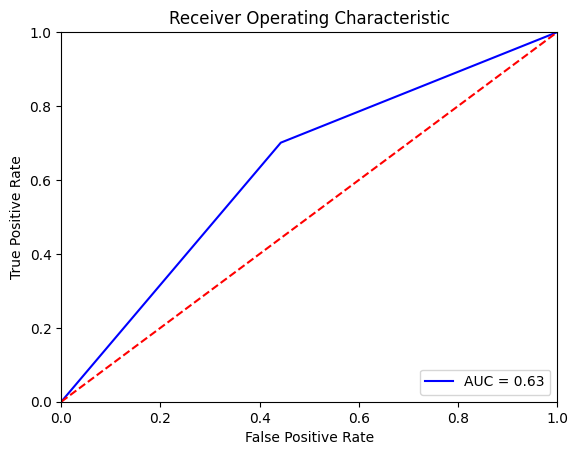 Receiver Operating Characteristic
1.0
0.8
0.6
0.4
0.2
0.0
True Positive Rate
AUC = 0.63
0.0 0.2 0.4 0.6 0.8 1.0
False Positive Rate